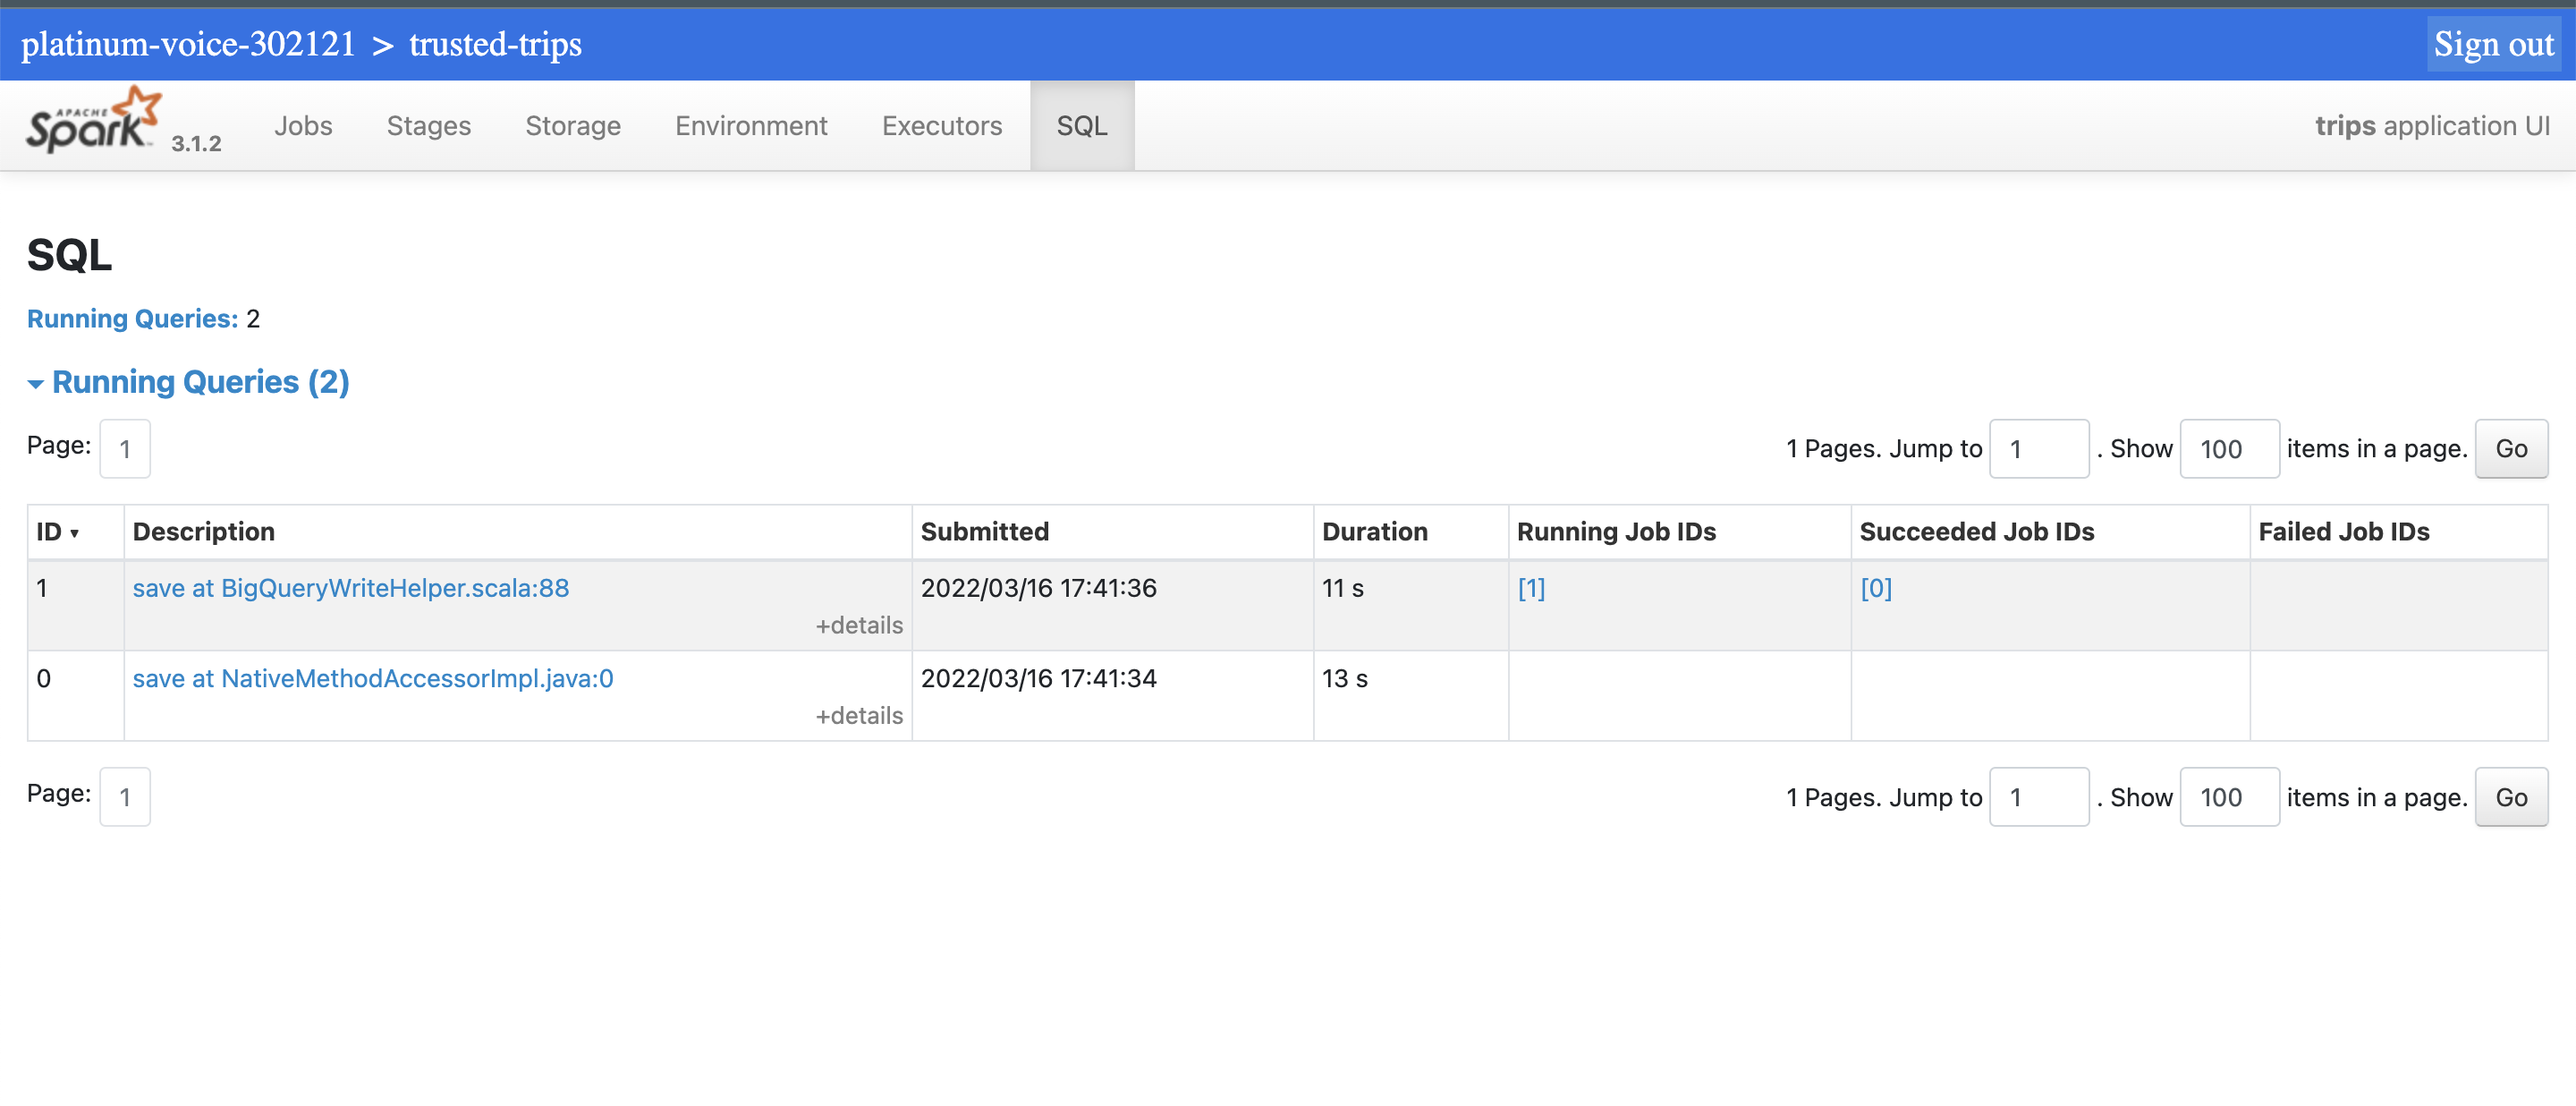 platinum-voice-302121 > trusted-trips Sign out
APACHE Spark 3.1.2 Jobs Stages Storage Environment Executors SQL trips application UI
SQL
Running Queries: 2
Running Queries (2)
Page: 1 1 Pages. Jump to 1 . Show 100 items in a page. Go
ID ▾ Description Submitted Duration Running Job IDs Succeeded Job IDs Failed Job IDs
1 save at BigQueryWriteHelper.scala:88 2022/03/16 17:41:36 11 s [1] [0]
+details
0 save at NativeMethodAccessorImpl.java:0 2022/03/16 17:41:34 13 s
+details
Page: 1 1 Pages. Jump to 1 . Show 100 items in a page. Go